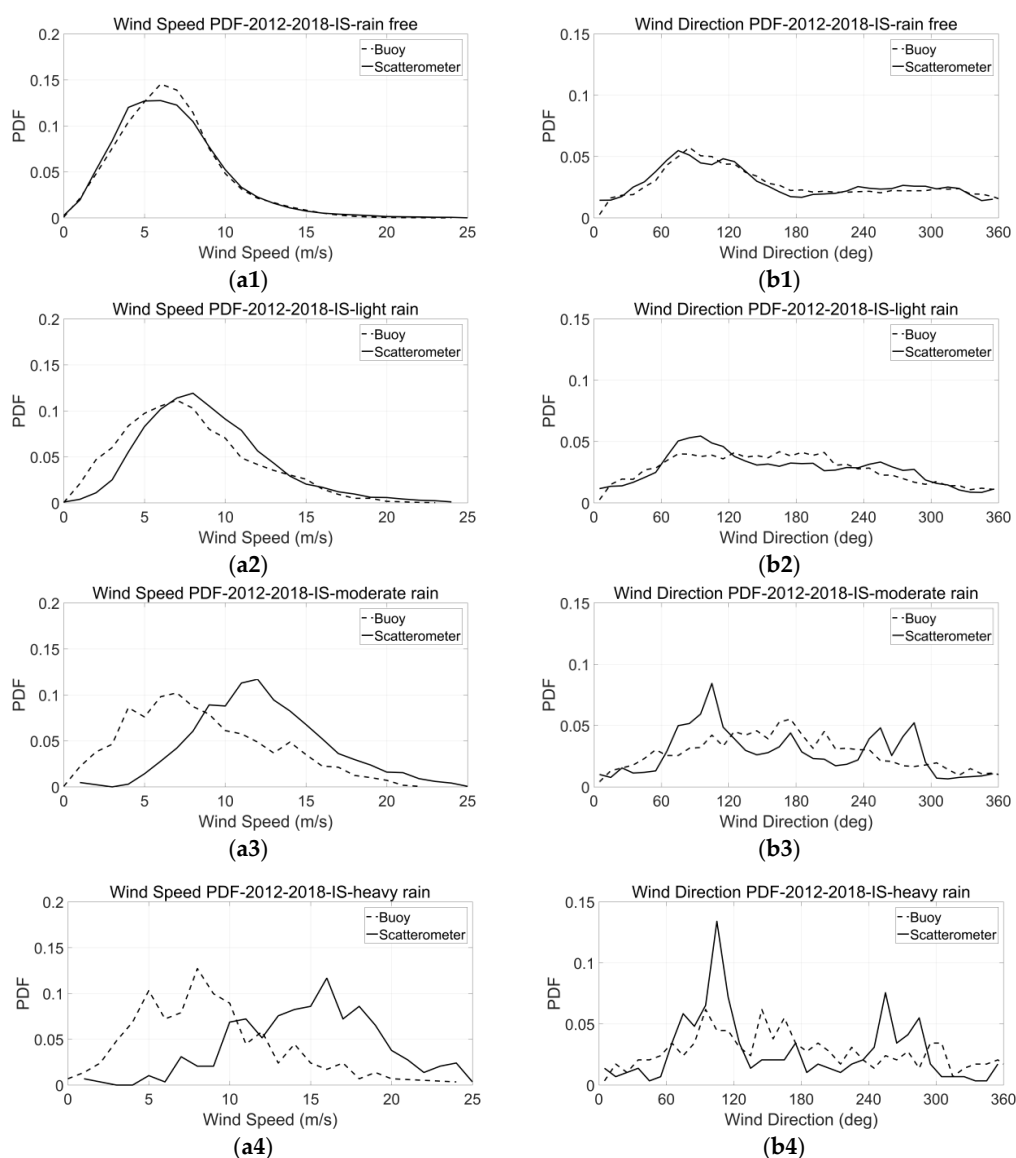 Wind Speed PDF-2012-2018-IS-rain free
0.2
0.15
0.1
0.05
0
PDF
Buoy
Scatterometer
0 5 10 15 20 25
Wind Speed (m/s)
(a1)
Wind Direction PDF-2012-2018-IS-rain free
0.15
0.1
0.05
0
PDF
Buoy
Scatterometer
0 60 120 180 240 300 360
Wind Direction (deg)
(b1)
Wind Speed PDF-2012-2018-IS-light rain
0.2
0.15
0.1
0.05
0
PDF
Buoy
Scatterometer
0 5 10 15 20 25
Wind Speed (m/s)
(a2)
Wind Direction PDF-2012-2018-IS-light rain
0.15
0.1
0.05
0
PDF
Buoy
Scatterometer
0 60 120 180 240 300 360
Wind Direction (deg)
(b2)
Wind Speed PDF-2012-2018-IS-moderate rain
0.2
0.15
0.1
0.05
0
PDF
Buoy
Scatterometer
0 5 10 15 20 25
Wind Speed (m/s)
(a3)
Wind Direction PDF-2012-2018-IS-moderate rain
0.15
0.1
0.05
0
PDF
Buoy
Scatterometer
0 60 120 180 240 300 360
Wind Direction (deg)
(b3)
Wind Speed PDF-2012-2018-IS-heavy rain
0.2
0.15
0.1
0.05
0
PDF
Buoy
Scatterometer
0 5 10 15 20 25
Wind Speed (m/s)
(a4)
Wind Direction PDF-2012-2018-IS-heavy rain
0.15
0.1
0.05
0
PDF
Buoy
Scatterometer
0 60 120 180 240 300 360
Wind Direction (deg)
(b4)